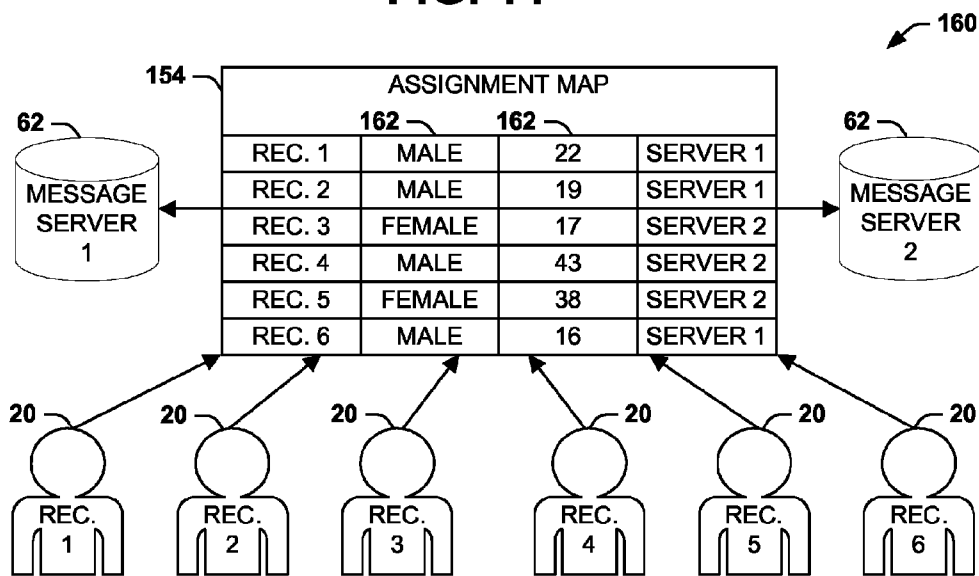 160
154
ASSIGNMENT MAP
62
162
162
62
REC. 1 MALE 22 SERVER 1
REC. 2 MALE 19 SERVER 1
REC. 3 FEMALE 17 SERVER 2
REC. 4 MALE 43 SERVER 2
REC. 5 FEMALE 38 SERVER 2
REC. 6 MALE 16 SERVER 1
MESSAGE
SERVER
1
MESSAGE
SERVER
2
20
20
20
20
20
20
REC.
1
REC.
2
REC.
3
REC.
4
REC.
5
REC.
6